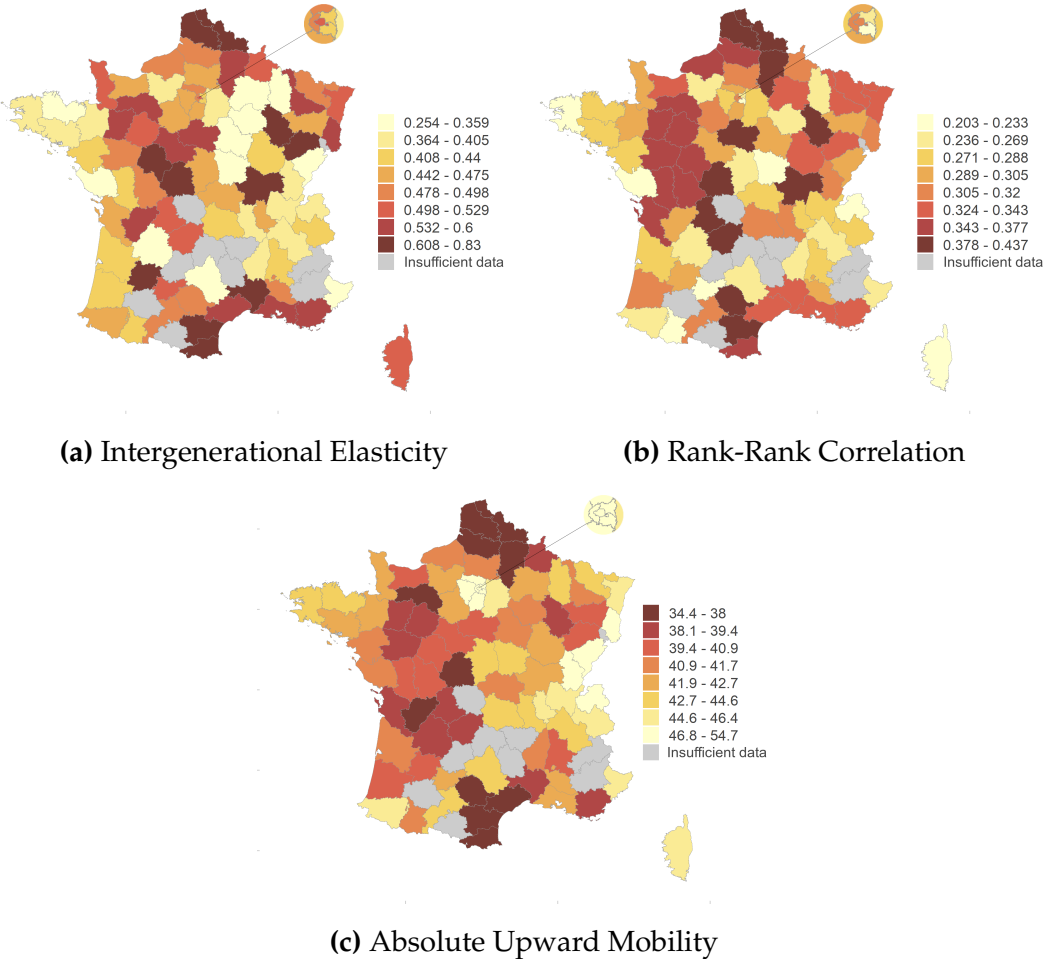 0.254 - 0.359
0.364 - 0.405
0.408 - 0.44
0.442 - 0.475
0.478 - 0.498
0.498 - 0.529
0.532 - 0.6
0.608 - 0.83
Insufficient data
(a) Intergenerational Elasticity
0.203 - 0.233
0.236 - 0.269
0.271 - 0.288
0.289 - 0.305
0.305 - 0.32
0.324 - 0.343
0.343 - 0.377
0.378 - 0.437
Insufficient data
(b) Rank-Rank Correlation
34.4 - 38
38.1 - 39.4
39.4 - 40.9
40.9 - 41.7
41.9 - 42.7
42.7 - 44.6
44.6 - 46.4
46.8 - 54.7
Insufficient data
(c) Absolute Upward Mobility